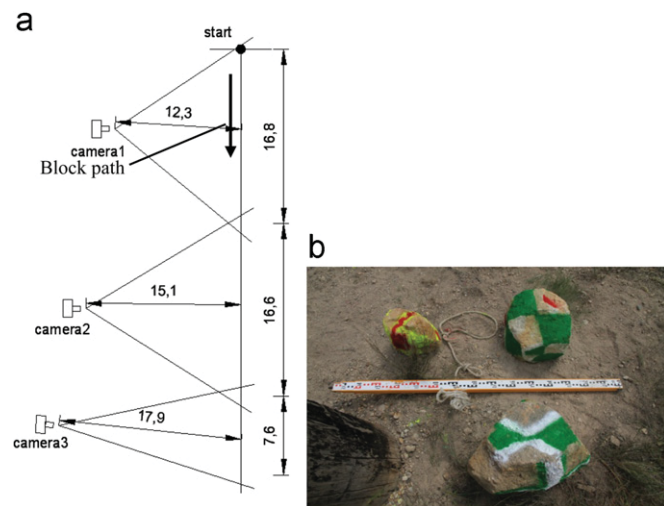 a
start
12,3
camera1
Block path
16,8
15,1
camera2
16,6
17,9
camera3
7,6
b